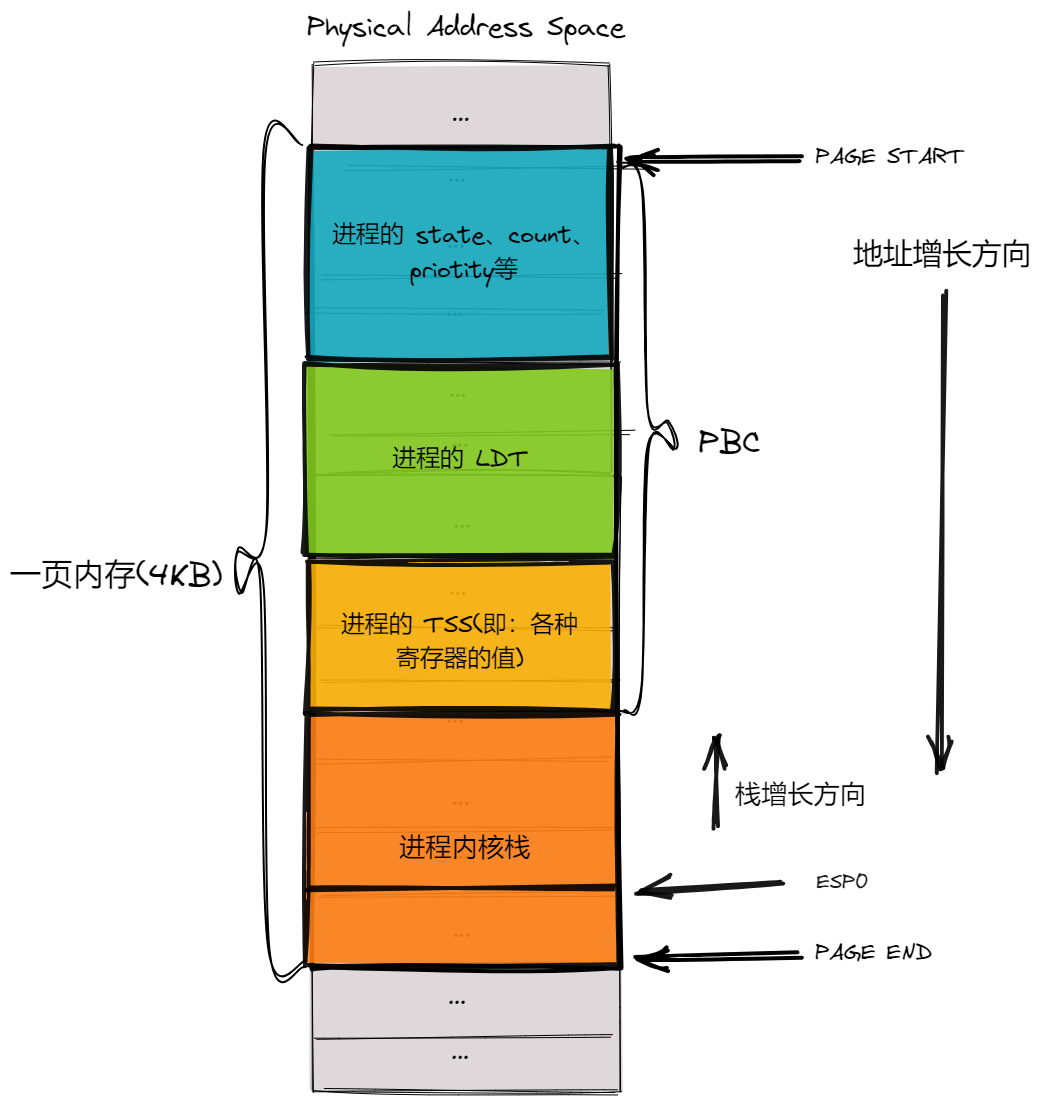 Physical Address Space
...
PAGE START
...
地址增长方向
进程的 state、count、
...
priotity等
...
...
PBC
...
进程的 LDT
...
一页内存(4KB)
...
进程的 TSS(即：各种
...
寄存器的值)
...
栈增长方向
...
进程内核栈
ESP0
...
PAGE END
...
...